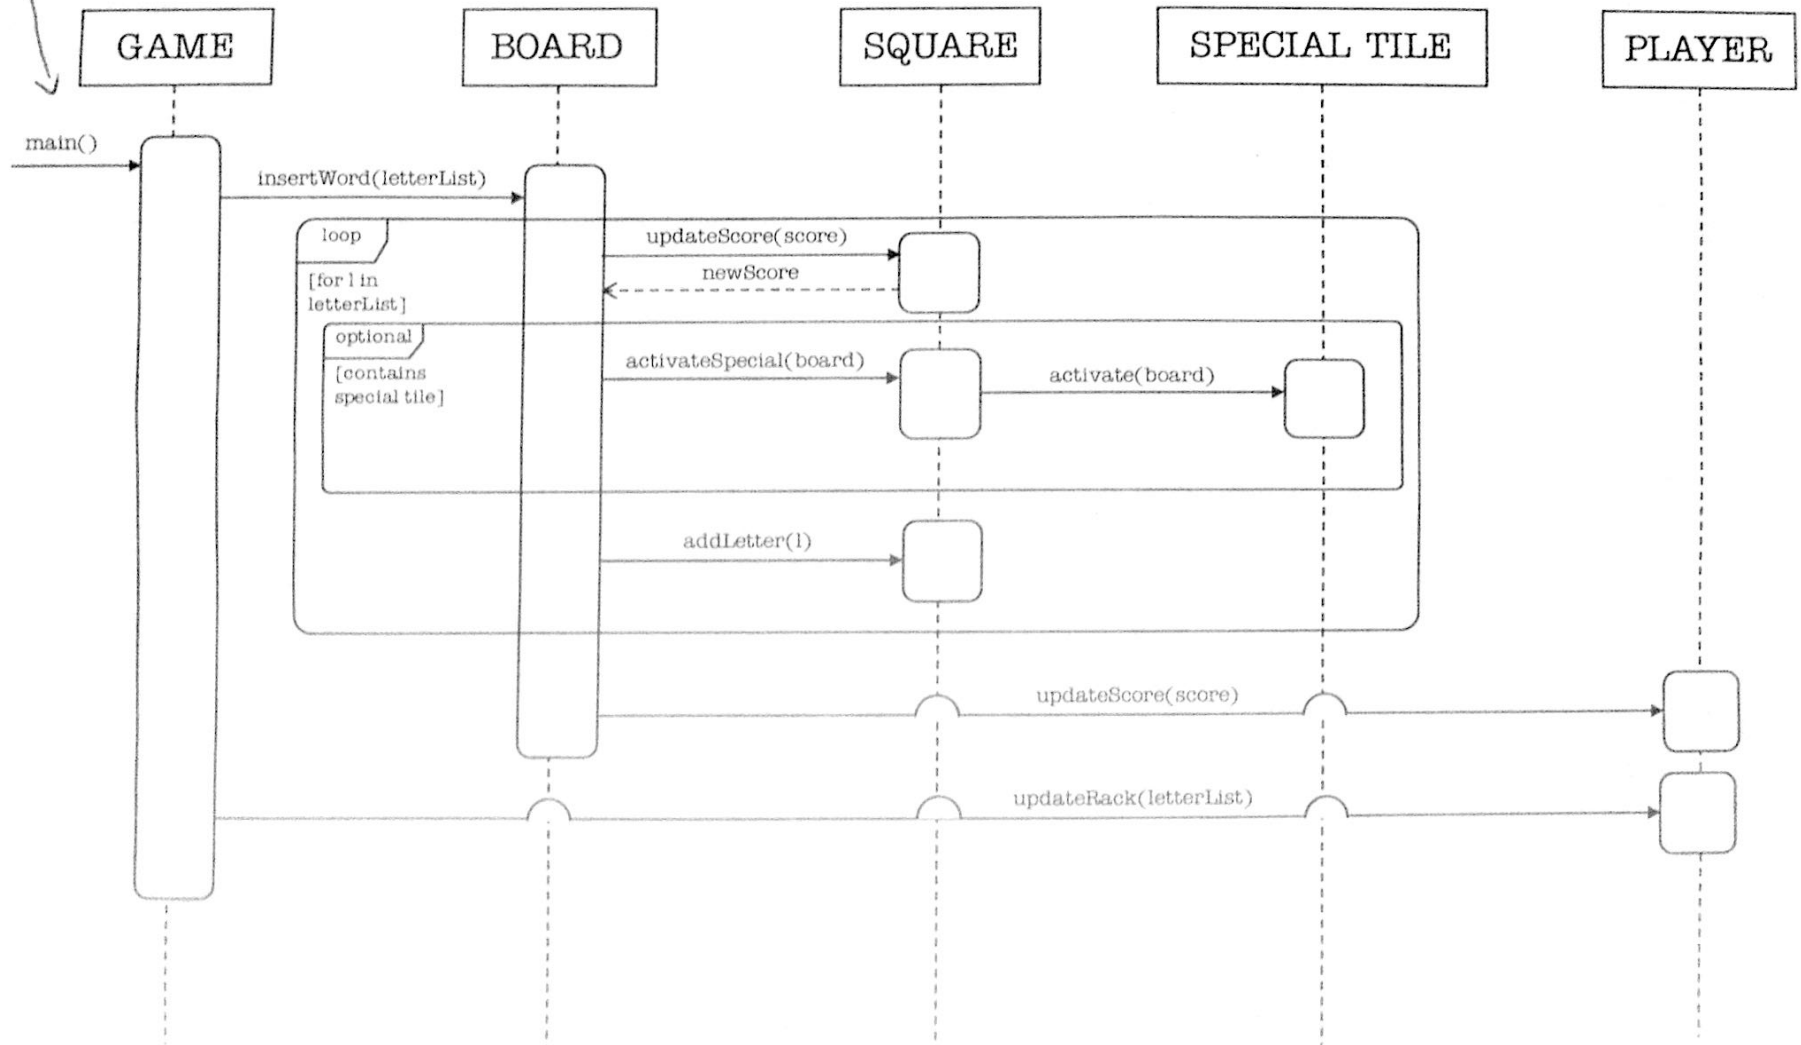 GAME
BOARD
SQUARE
SPECIAL TILE
PLAYER
main()
insertWord(letterList)
loop
[for l in
letterList]
updateScore(score)
newScore
optional
[contains
special tile]
activateSpecial(board)
activate(board)
addLetter(l)
updateScore(score)
updateRack(letterList)